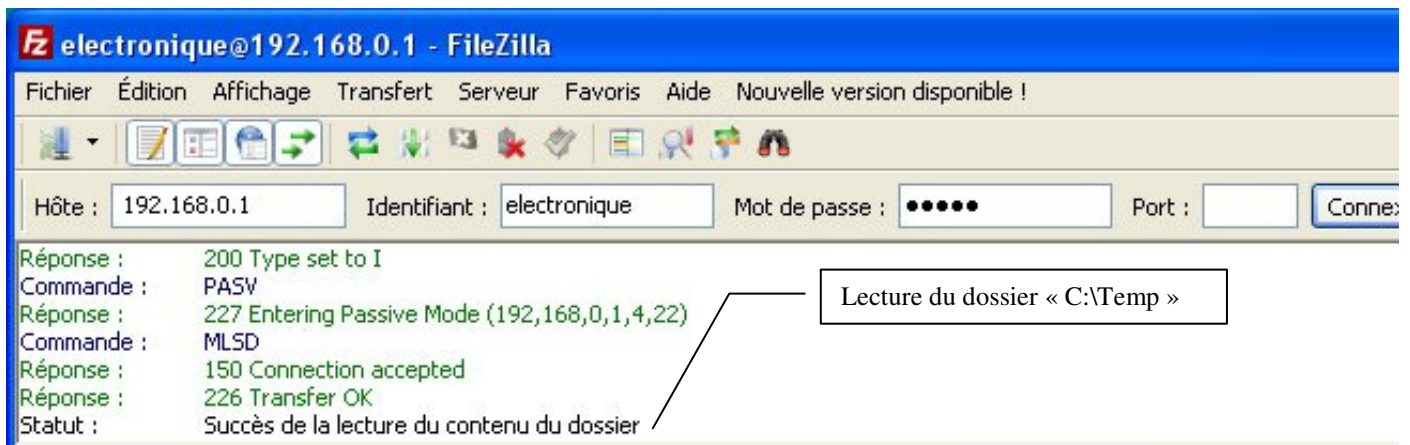 electronique@192.168.0.1 - FileZilla
Fichier Édition Affichage Transfert Serveur Favoris Aide Nouvelle version disponible !
Hôte : 192.168.0.1 Identifiant : electronique Mot de passe : ●●●●● Port : Connex
Réponse : 200 Type set to I
Commande : PASV
Réponse : 227 Entering Passive Mode (192,168,0,1,4,22)
Commande : MLSD
Réponse : 150 Connection accepted
Réponse : 226 Transfer OK
Statut : Succès de la lecture du contenu du dossier
Lecture du dossier « C:\Temp »